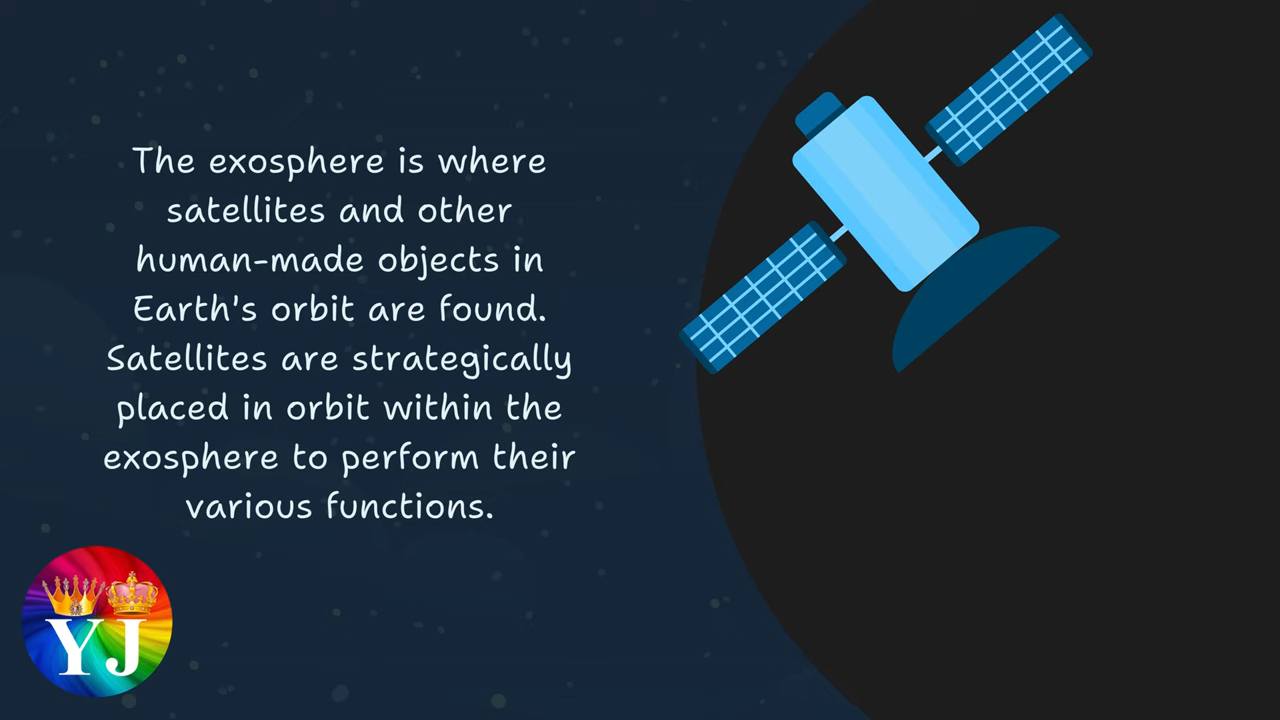 The exosphere is where
satellites and other
human-made objects in
Earth's orbit are found.
Satellites are strategically
placed in orbit within the
exosphere to perform their
various functions.
YJ